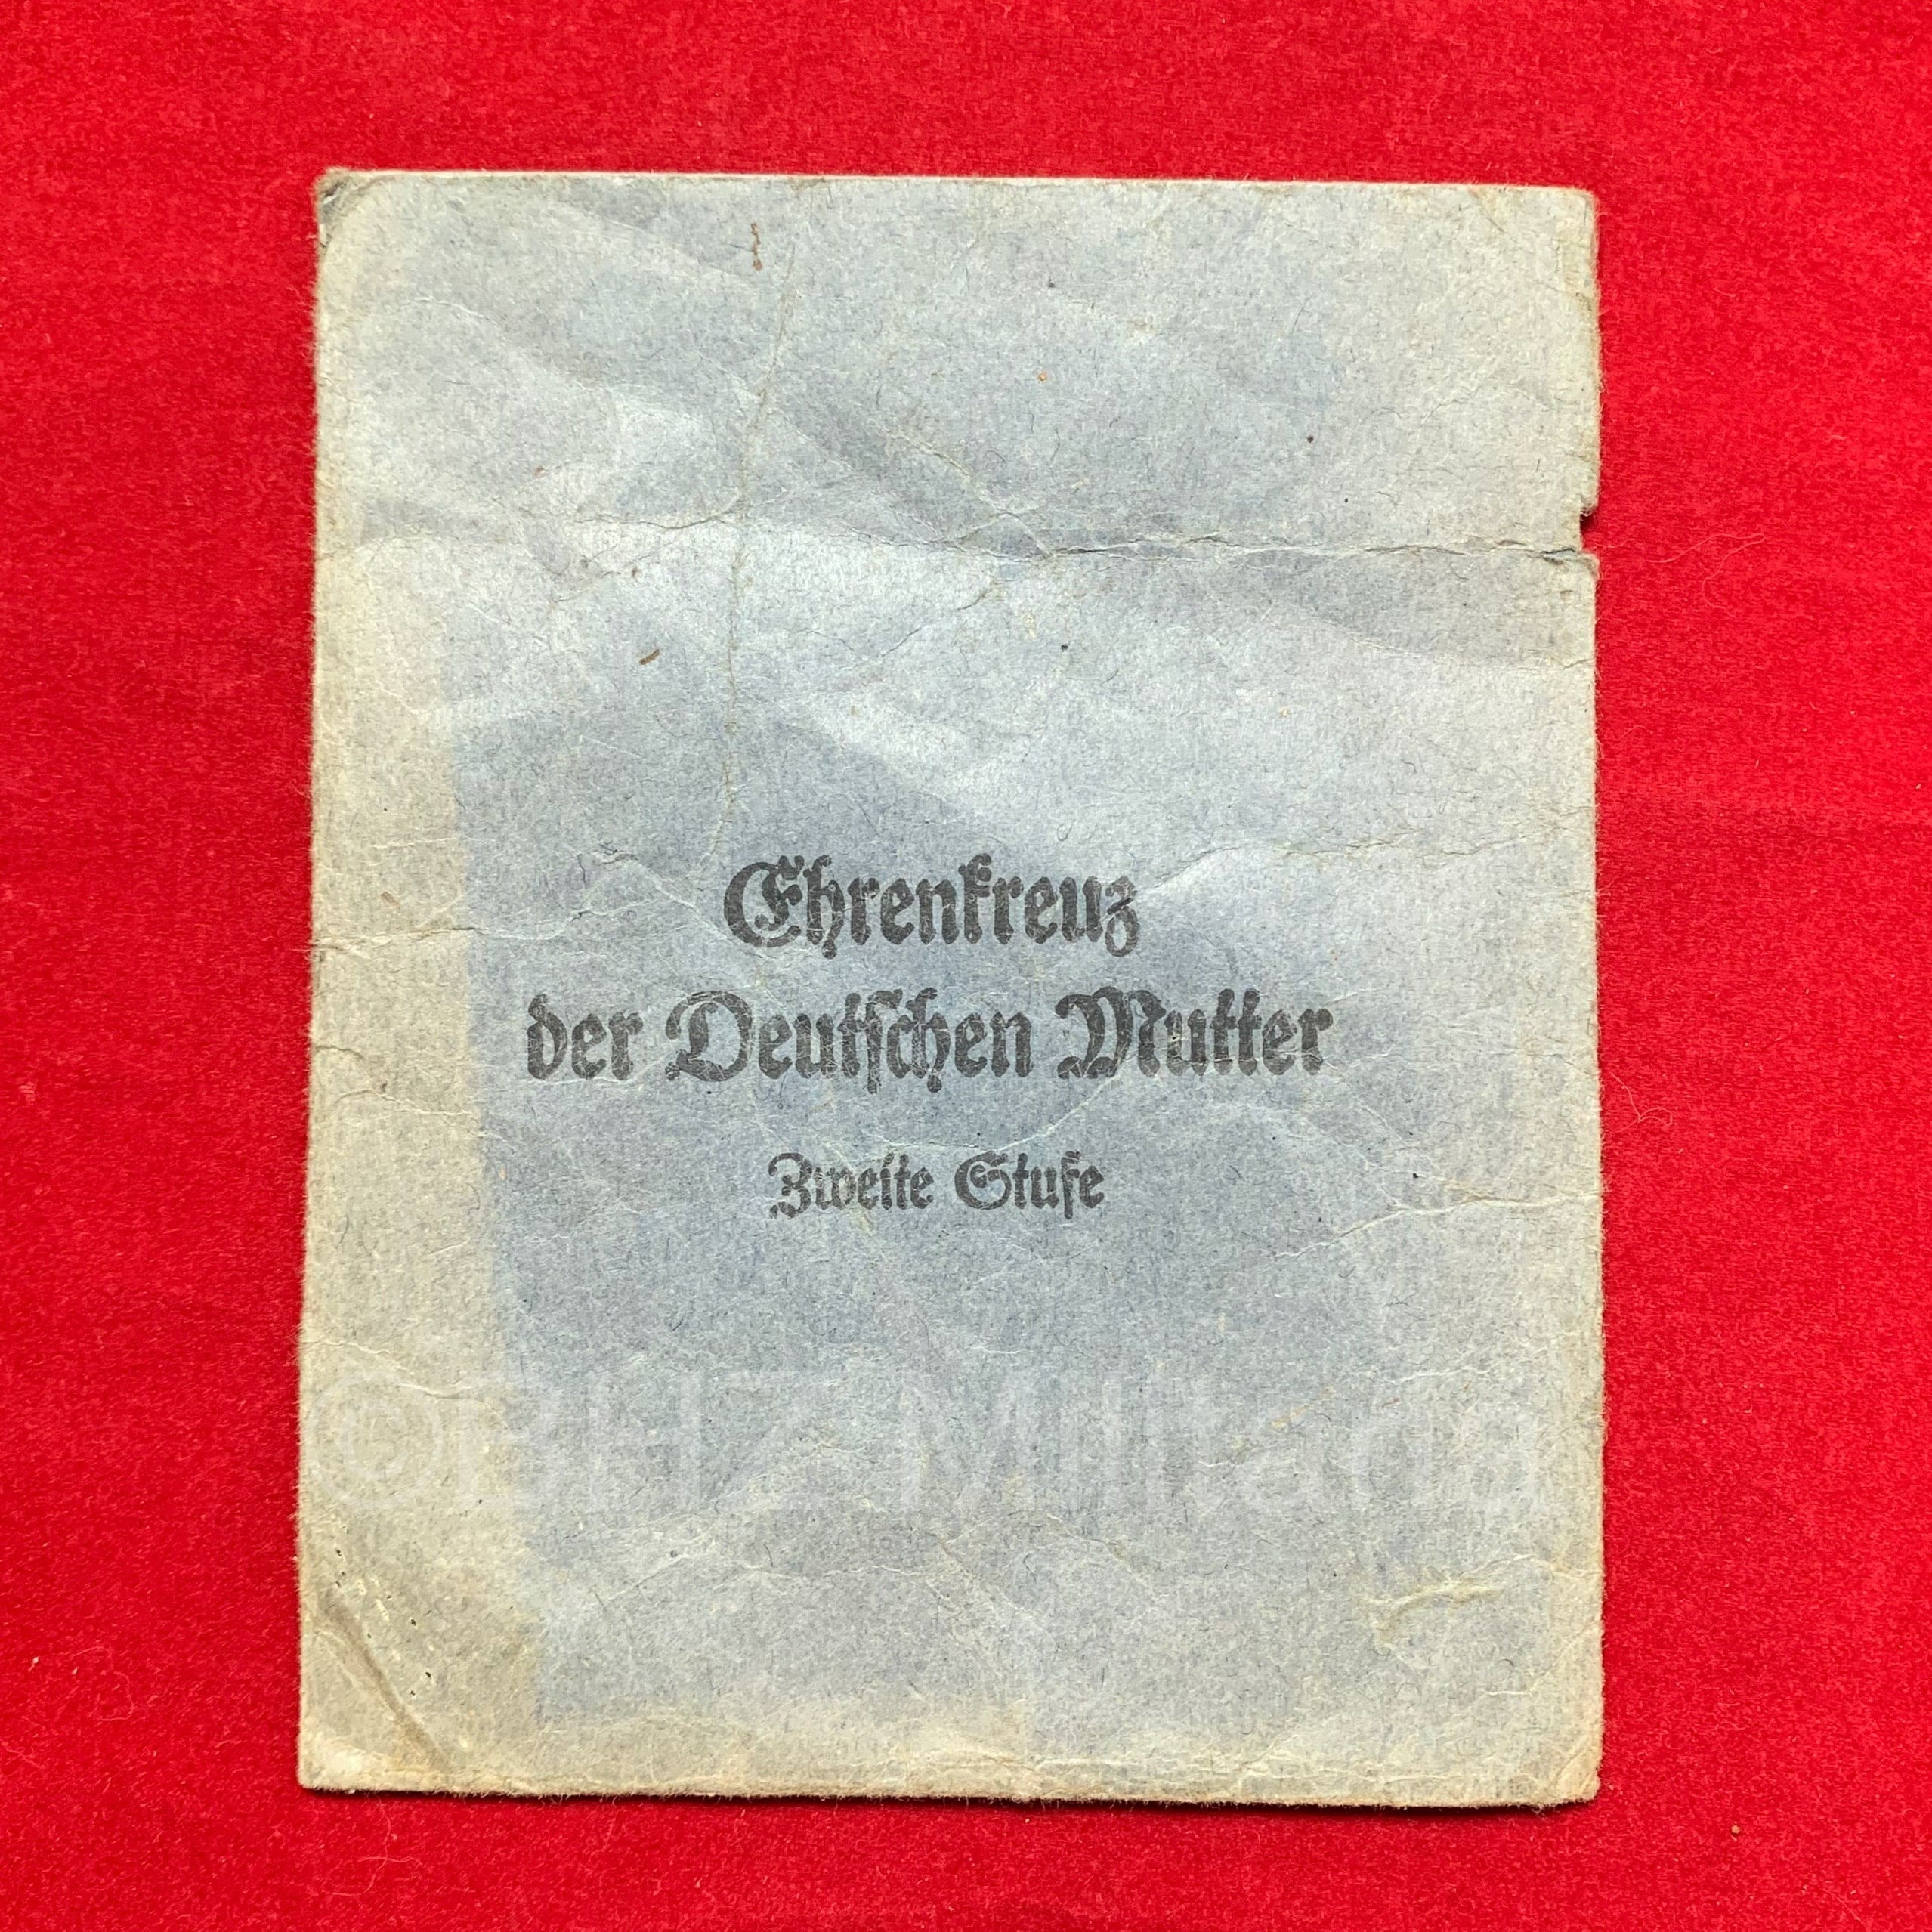 Ehrenkreuz
der Deutschen Mutter
Zweite Stufe